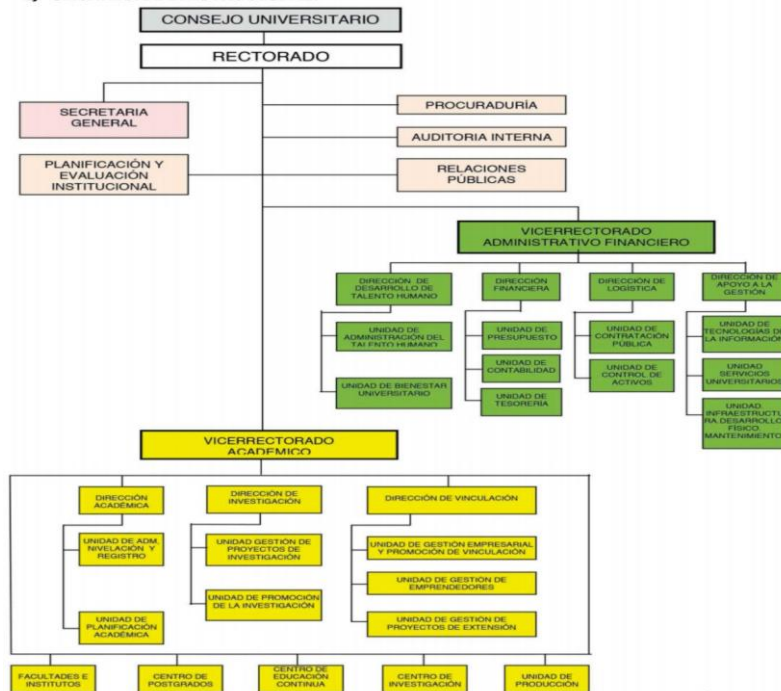 CONSEJO UNIVERSITARIO
RECTORADO
SECRETARIA
GENERAL
PROCURADURÍA
AUDITORIA INTERNA
PLANIFICACIÓN Y
EVALUACIÓN
INSTITUCIONAL
RELACIONES
PÚBLICAS
VICERRECTORADO
ADMINISTRATIVO FINANCIERO
DIRECCIÓN DE
DESARROLLO DE
TALENTO HUMANO
DIRECCIÓN
FINANCIERA
DIRECCIÓN DE
LOGISTICA
DIRECCIÓN DE
APOYO A LA
GESTIÓN
UNIDAD DE
ADMINISTRACIÓN DEL
TALENTO HUMANO
UNIDAD DE
PRESUPUESTO
UNIDAD DE
CONTRATACIÓN
PÚBLICA
UNIDAD DE
TECNOLOGÍAS DE
LA INFORMACIÓN
UNIDAD DE BIENESTAR
UNIVERSITARIO
UNIDAD DE
CONTABILIDAD
UNIDAD DE
CONTROL DE
ACTIVOS
UNIDAD
SERVICIOS
UNIVERSITARIOS
UNIDAD DE
TESORERÍA
UNIDAD
INFRAESTRUCTU
RA DESARROLLO
FÍSICO
MANTENIMIENTO
VICERRECTORADO
ACADÉMICO
DIRECCIÓN
ACADÉMICA
DIRECCIÓN DE
INVESTIGACIÓN
DIRECCIÓN DE VINCULACIÓN
UNIDAD DE ADM.
NIVELACIÓN Y
REGISTRO
UNIDAD GESTIÓN DE
PROYECTOS DE
INVESTIGACIÓN
UNIDAD DE GESTIÓN EMPRESARIAL
Y PROMOCIÓN DE VINCULACIÓN
UNIDAD DE PLANIFICACIÓN
ACADÉMICA
UNIDAD DE PROMOCIÓN
DE LA INVESTIGACIÓN
UNIDAD DE GESTIÓN DE
EMPRENDEDORES
UNIDAD DE GESTIÓN DE
PROYECTOS DE EXTENSIÓN
FACULTADES E
INSTITUTOS
CENTRO DE
POSTGRADOS
CENTRO DE
EDUCACIÓN
CONTINUA
CENTRO DE
INVESTIGACIÓN
UNIDAD DE
PRODUCCIÓN